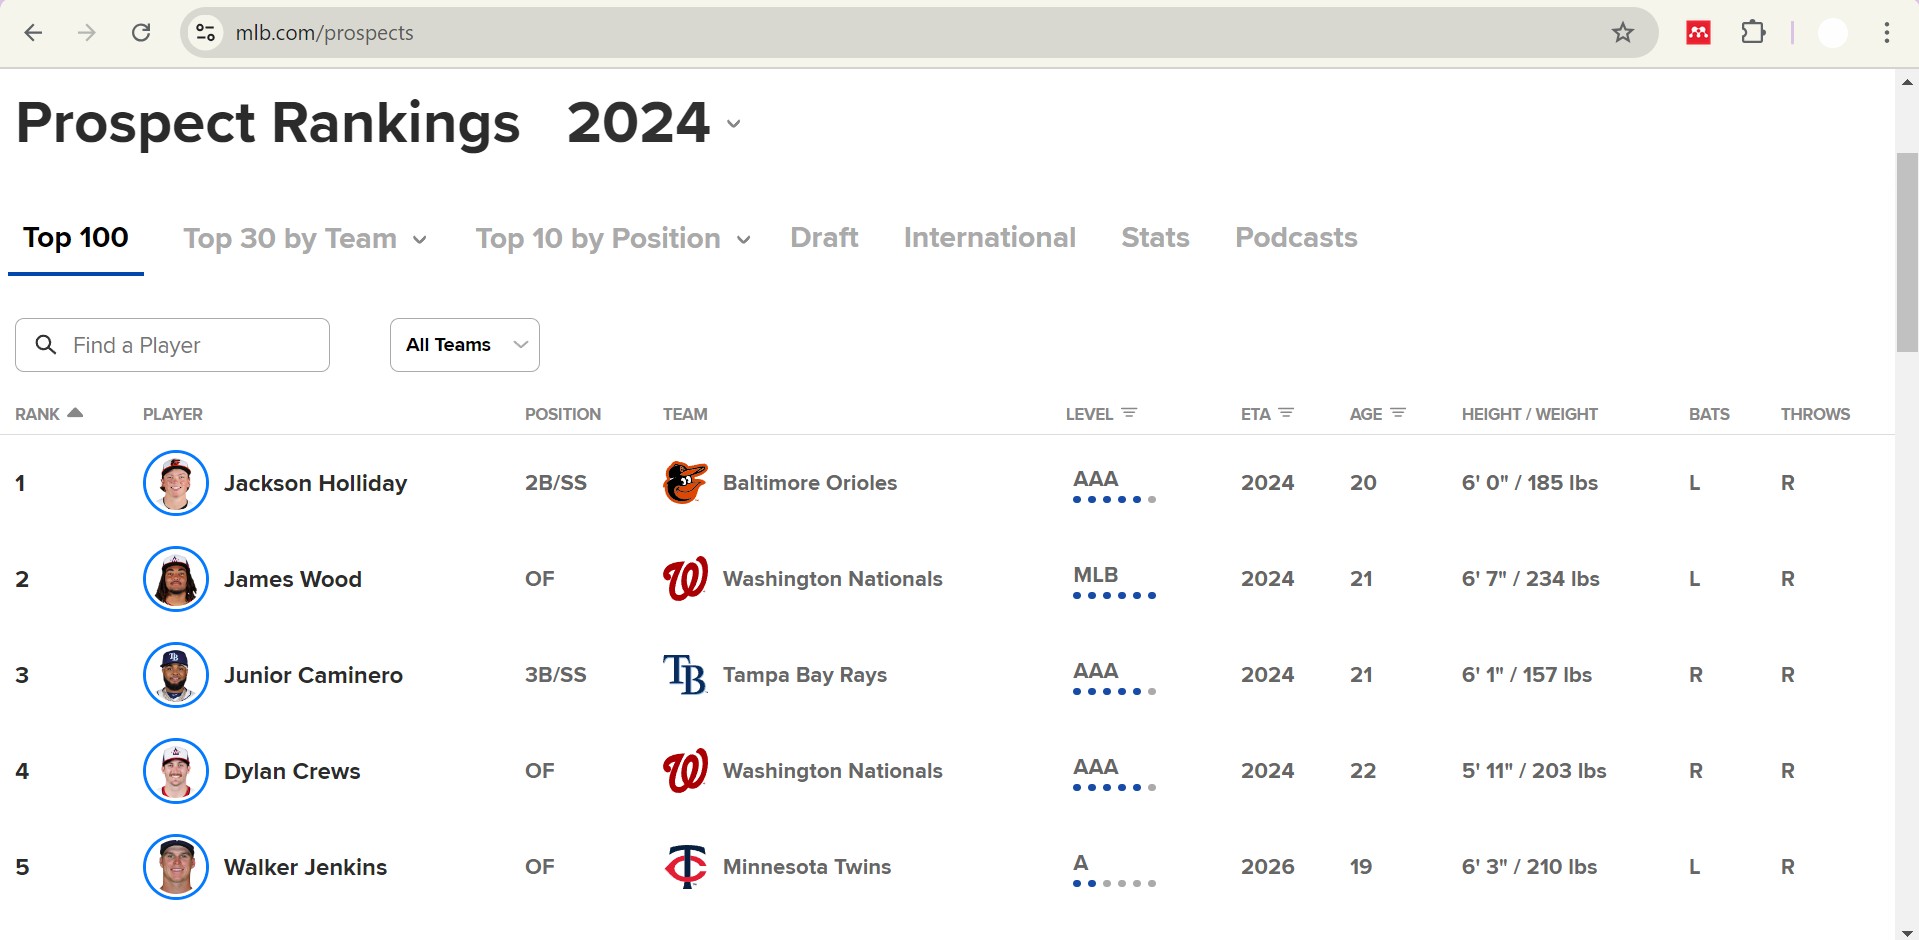 mlb.com/prospects
Prospect Rankings 2024
Top 100 Top 30 by Team Top 10 by Position Draft International Stats Podcasts
Find a Player All Teams
RANK PLAYER POSITION TEAM LEVEL ETA AGE HEIGHT / WEIGHT BATS THROWS
1 Jackson Holliday 2B/SS Baltimore Orioles AAA 2024 20 6' 0" / 185 lbs L R
2 James Wood OF W Washington Nationals MLB 2024 21 6' 7" / 234 lbs L R
3 Junior Caminero 3B/SS TB Tampa Bay Rays AAA 2024 21 6' 1" / 157 lbs R R
4 Dylan Crews OF W Washington Nationals AAA 2024 22 5' 11" / 203 lbs R R
5 Walker Jenkins OF TC Minnesota Twins A 2026 19 6' 3" / 210 lbs L R